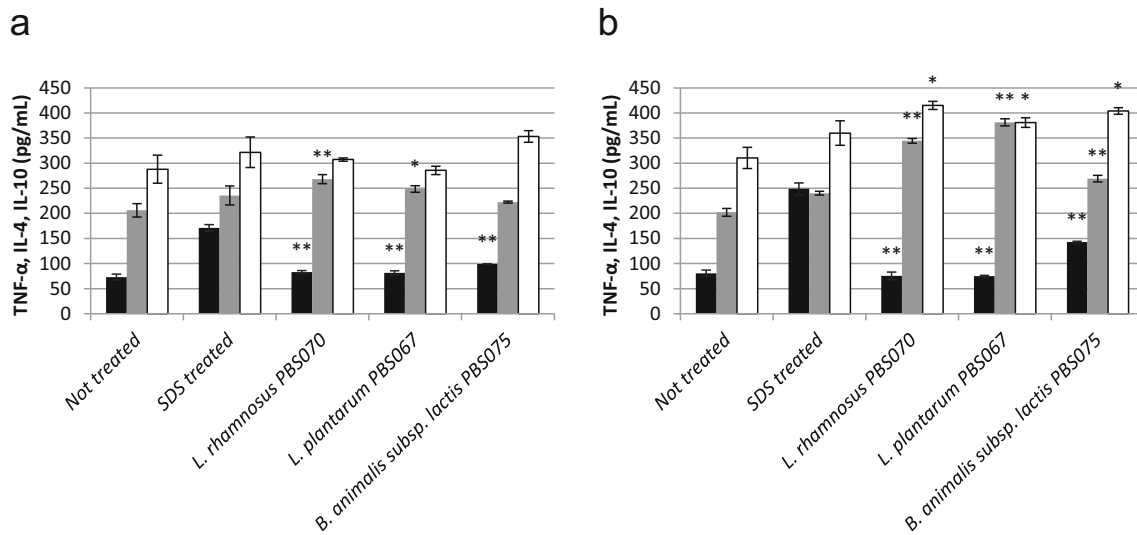 a
TNF-α, IL-4, IL-10 (pg/mL)
450
400
350
300
250
200
150
100
50
0
**
**
**
*
**
Not treated
SDS treated
L. rhamnosus PBS070
L. plantarum PBS067
B. animalis subsp. lactis PBS075
b
TNF-α, IL-4, IL-10 (pg/mL)
450
400
350
300
250
200
150
100
50
0
**
**
*
**
**
*
**
**
*
Not treated
SDS treated
L. rhamnosus PBS070
L. plantarum PBS067
B. animalis subsp. lactis PBS075